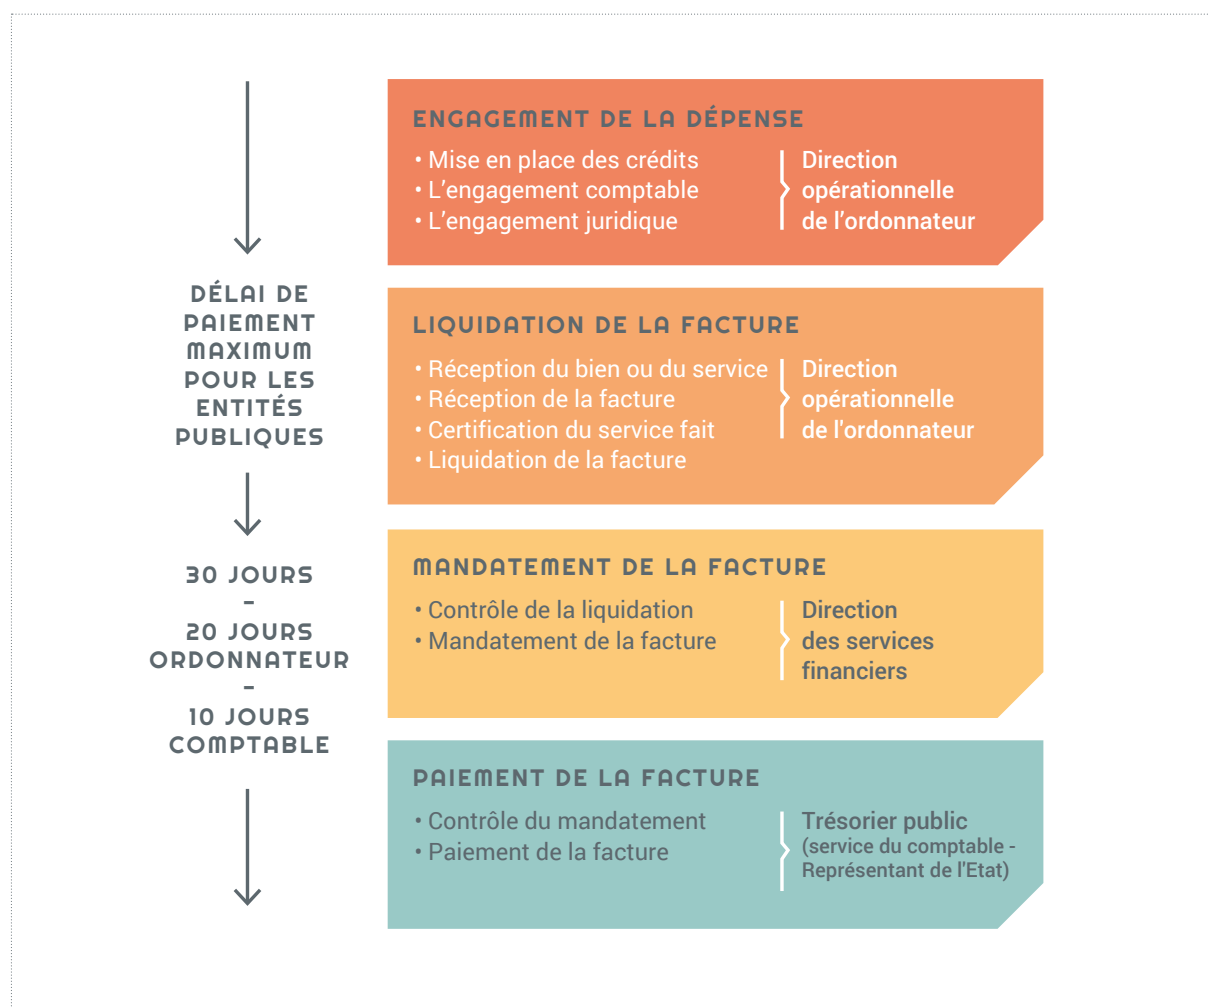 ENGAGEMENT DE LA DÉPENSE
• Mise en place des crédits
• L'engagement comptable
• L'engagement juridique
Direction
opérationnelle
de l'ordonnateur
DÉLAI DE
PAIEMENT
MAXIMUM
POUR LES
ENTITÉS
PUBLIQUES
LIQUIDATION DE LA FACTURE
• Réception du bien ou du service
• Réception de la facture
• Certification du service fait
• Liquidation de la facture
Direction
opérationnelle
de l'ordonnateur
30 JOURS
–
20 JOURS
ORDONNATEUR
–
10 JOURS
COMPTABLE
MANDATEMENT DE LA FACTURE
• Contrôle de la liquidation
• Mandatement de la facture
Direction
des services
financiers
PAIEMENT DE LA FACTURE
• Contrôle du mandatement
• Paiement de la facture
Trésorier public
(service du comptable -
Représentant de l'Etat)